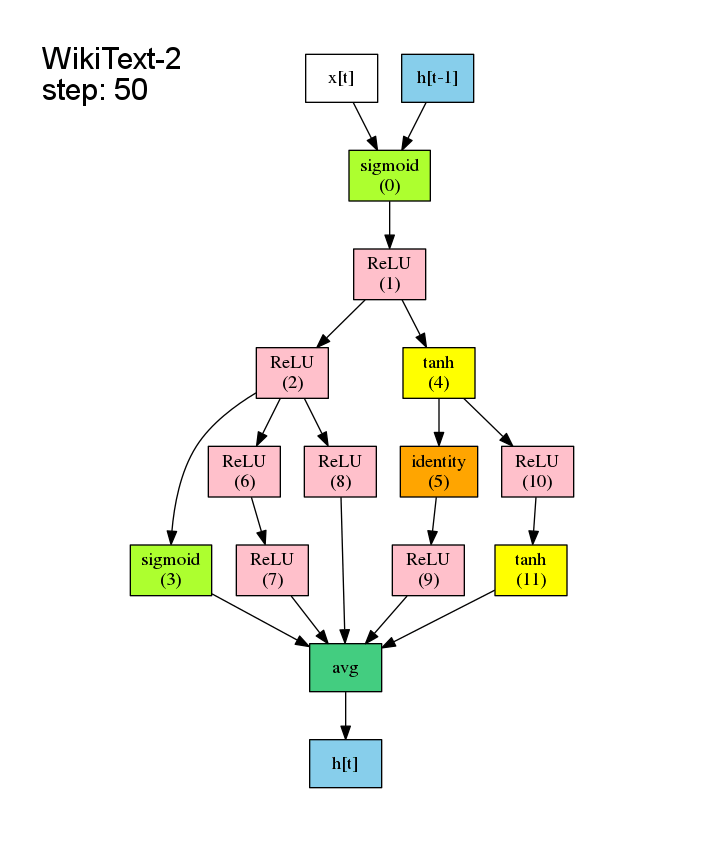 WikiText-2
step: 50
x[t]
h[t-1]
sigmoid
(0)
ReLU
(1)
ReLU
(2)
tanh
(4)
ReLU
(6)
ReLU
(8)
identity
(5)
ReLU
(10)
sigmoid
(3)
ReLU
(7)
ReLU
(9)
tanh
(11)
avg
h[t]